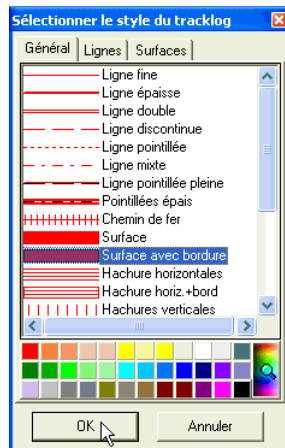 Sélectionner le style du tracklog
Général Lignes Surfaces
Ligne fine
Ligne épaisse
Ligne double
Ligne discontinue
Ligne pointillée
Ligne mixte
Ligne pointillée pleine
Pointillées épais
Chemin de fer
Surface
Surface avec bordure
Hachure horizontales
Hachure horiz.+bord
Hachures verticales
OK Annuler